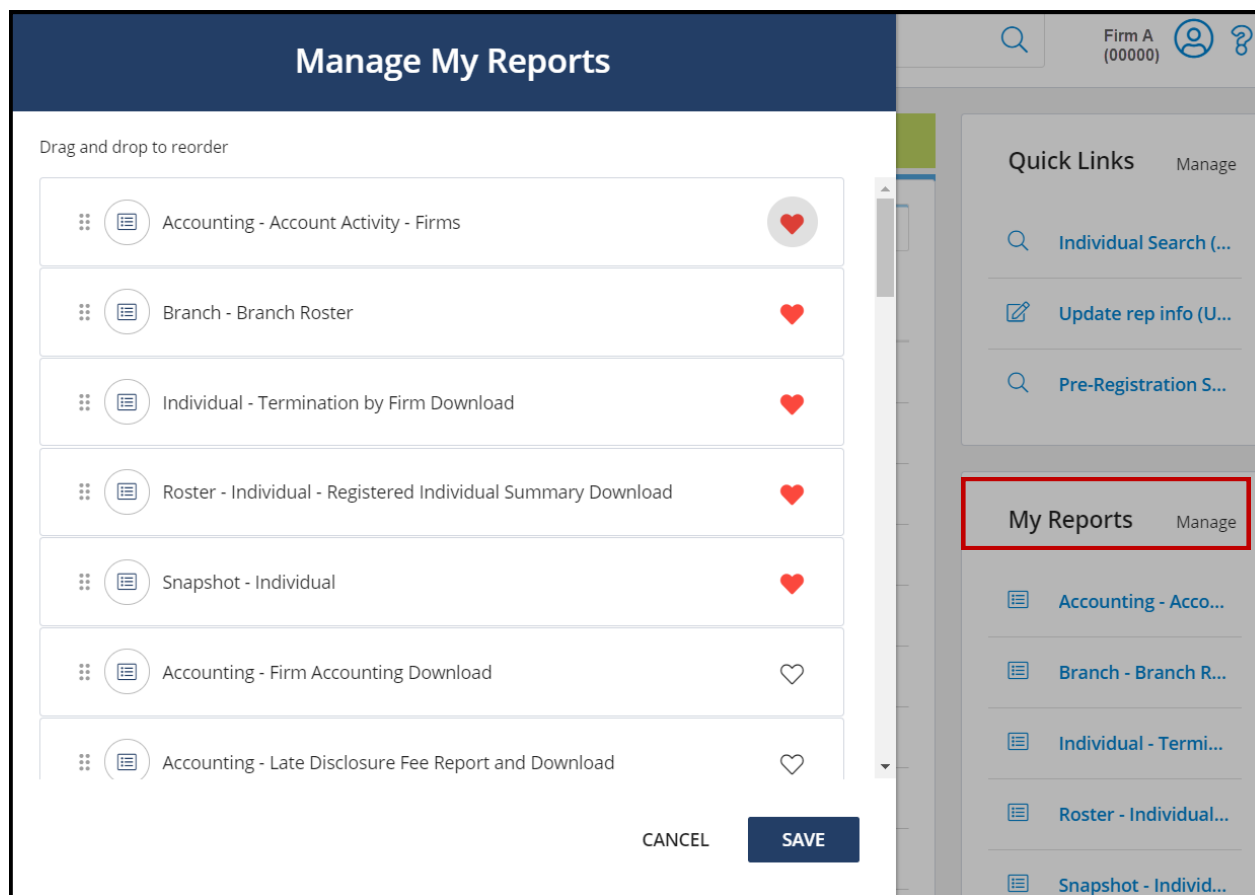 Manage My Reports
Drag and drop to reorder
Accounting - Account Activity - Firms
Branch - Branch Roster
Individual - Termination by Firm Download
Roster - Individual - Registered Individual Summary Download
Snapshot - Individual
Accounting - Firm Accounting Download
Accounting - Late Disclosure Fee Report and Download
CANCEL
SAVE
Firm A
(00000)
Quick Links Manage
Individual Search (...
Update rep info (U...
Pre-Registration S...
My Reports Manage
Accounting - Acco...
Branch - Branch R...
Individual - Termi...
Roster - Individual...
Snapshot - Individ...